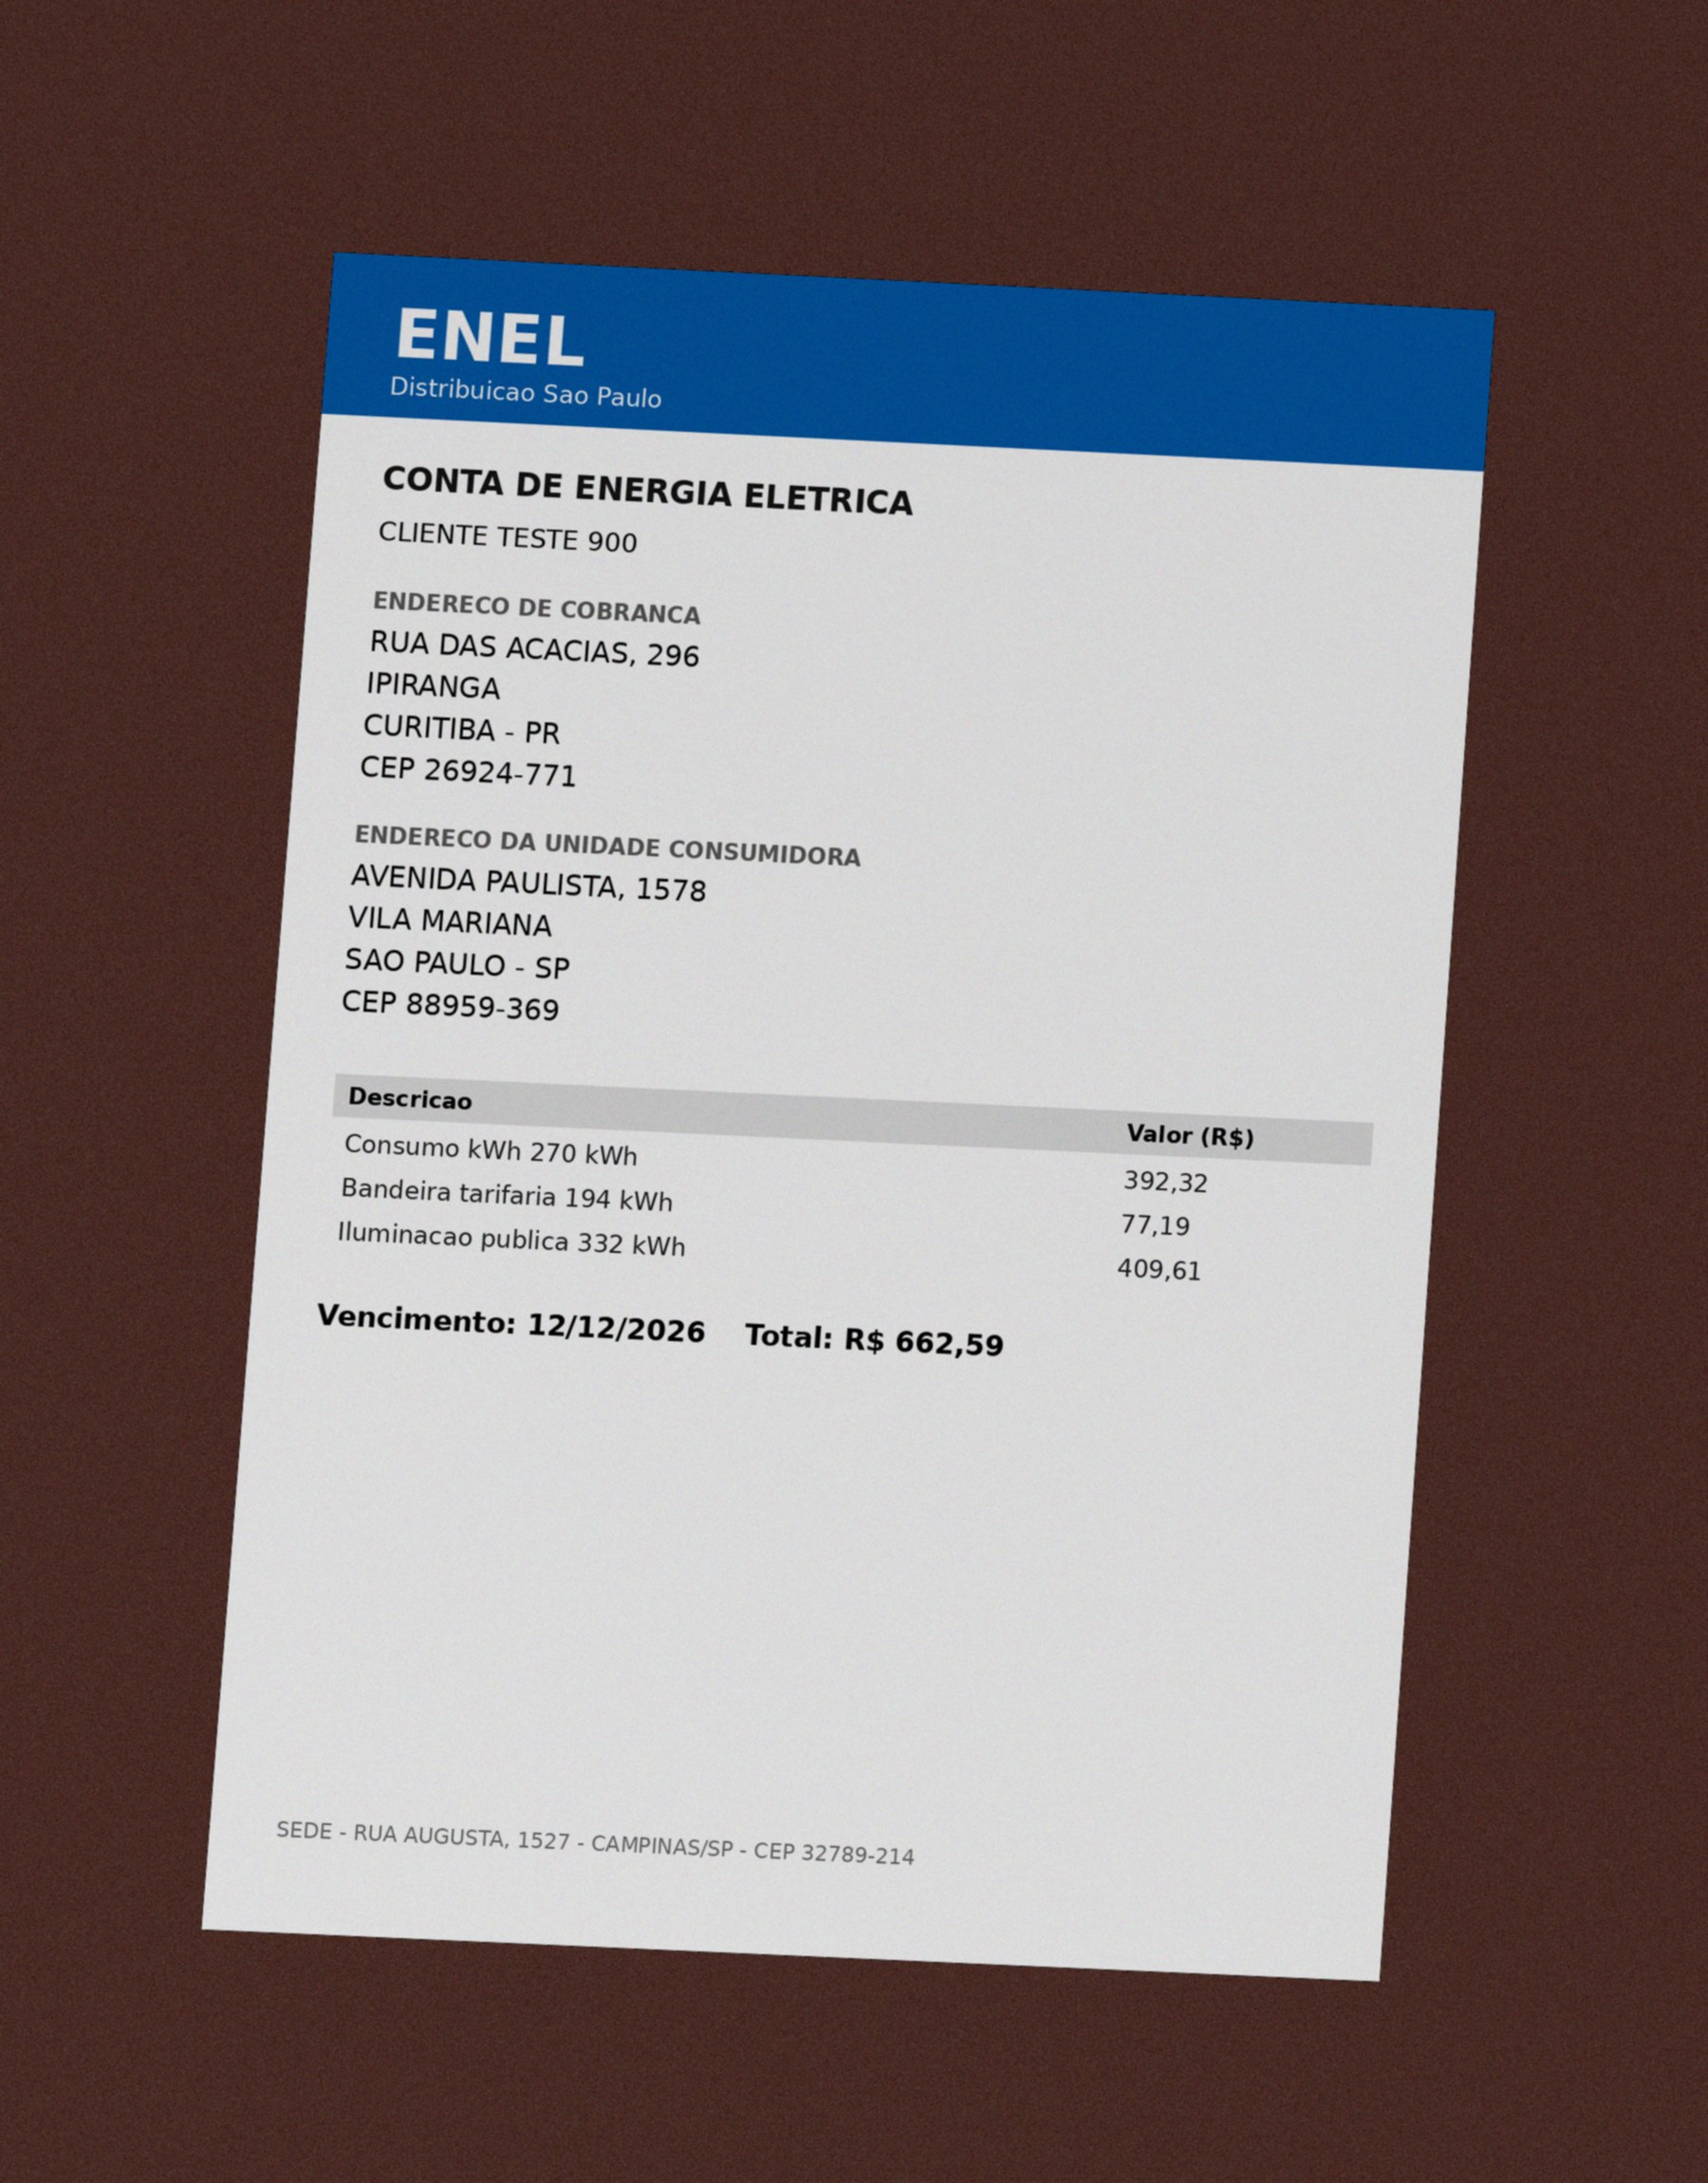 ENEL
Distribuicao Sao Paulo
CONTA DE ENERGIA ELETRICA
CLIENTE TESTE 900
ENDERECO DE COBRANCA
RUA DAS ACACIAS, 296
IPIRANGA
CURITIBA - PR
CEP 26924-771
ENDERECO DA UNIDADE CONSUMIDORA
AVENIDA PAULISTA, 1578
VILA MARIANA
SAO PAULO - SP
CEP 88959-369
Descricao Valor (R$)
Consumo kWh 270 kWh 392,32
Bandeira tarifaria 194 kWh 77,19
Iluminacao publica 332 kWh 409,61
Vencimento: 12/12/2026 Total: R$ 662,59
SEDE - RUA AUGUSTA, 1527 - CAMPINAS/SP - CEP 32789-214